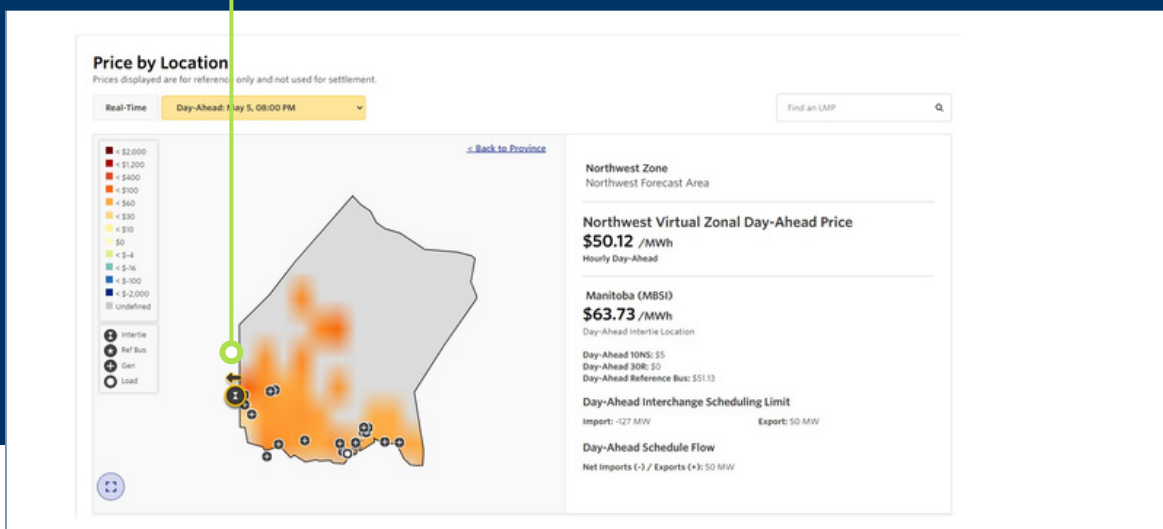 Price by Location
Prices displayed are for reference only and not used for settlement.
Real-Time
Day-Ahead: May 5, 08:00 PM
Find an LMP
< $2,000
< $1,200
< $400
< $100
< $60
< $30
< $10
$0
< $-4
< $-16
< $-100
< $-2,000
Undefined
Intertie
Ref Bus
Gen
Load
< Back to Province
Northwest Zone
Northwest Forecast Area
Northwest Virtual Zonal Day-Ahead Price
$50.12 /MWh
Hourly Day-Ahead
Manitoba (MBSI)
$63.73 /MWh
Day-Ahead Intertie Location
Day-Ahead 10NS: $5
Day-Ahead 30R: $0
Day-Ahead Reference Bus: $51.13
Day-Ahead Interchange Scheduling Limit
Import: -127 MW Export: 50 MW
Day-Ahead Schedule Flow
Net Imports (-) / Exports (+): 50 MW